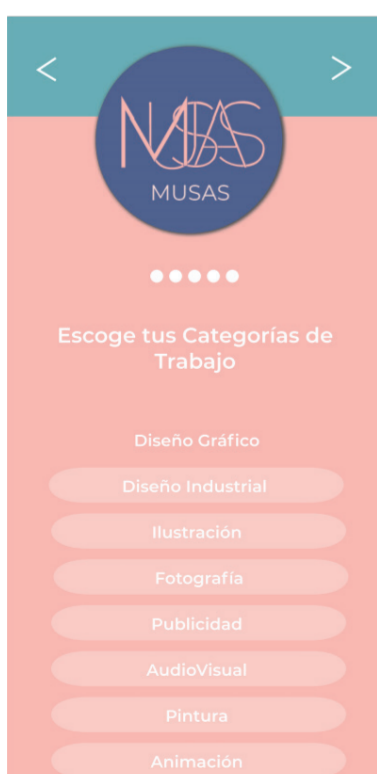 <
>
MUSAS
MUSAS
Escoge tus Categorías de
Trabajo
Diseño Gráfico
Diseño Industrial
Ilustración
Fotografía
Publicidad
AudioVisual
Pintura
Animación